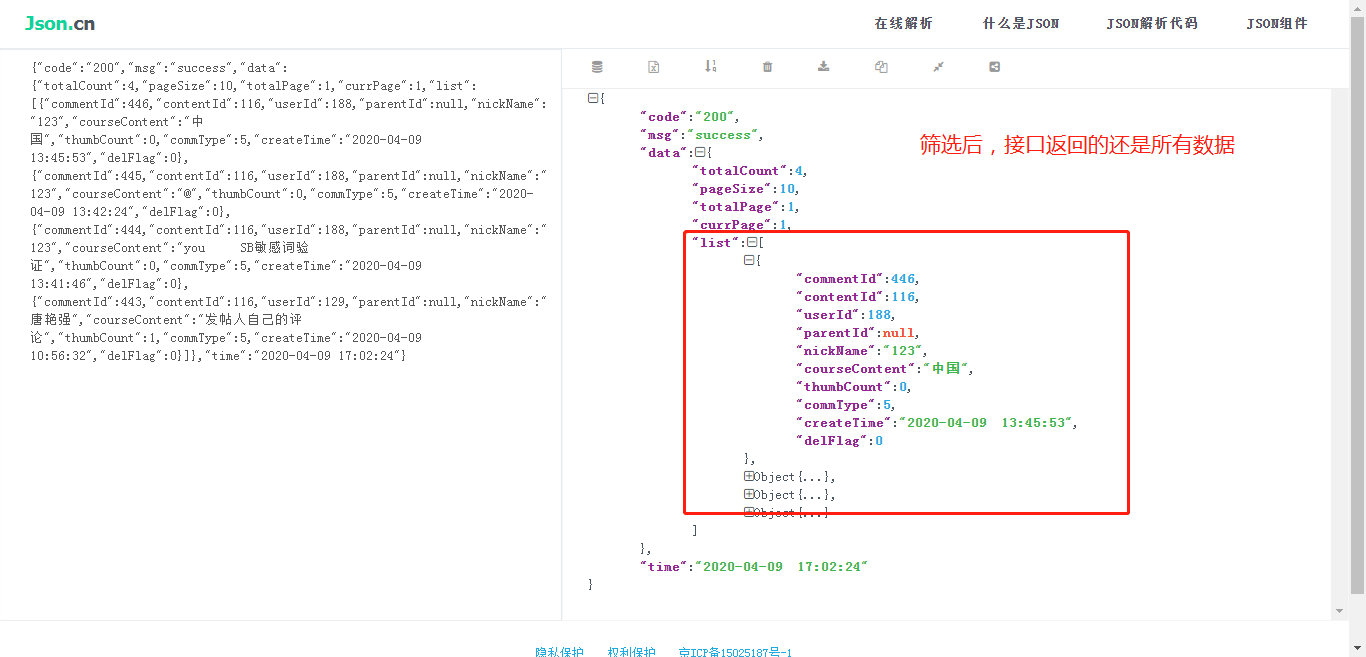 Json.cn
在线解析 什么是JSON JSON解析代码 JSON组件
{"code":"200","msg":"success","data":
{"totalCount":4,"pageSize":10,"totalPage":1,"currPage":1,"list":
[{"commentId":446,"contentId":116,"userId":188,"parentId":null,"nickName":
"123","courseContent":"中
国","thumbCount":0,"commType":5,"createTime":"2020-04-09
13:45:53","delFlag":0},
{"commentId":445,"contentId":116,"userId":188,"parentId":null,"nickName":
"123","courseContent":"@","thumbCount":0,"commType":5,"createTime":"2020-
04-09 13:42:24","delFlag":0},
{"commentId":444,"contentId":116,"userId":188,"parentId":null,"nickName":"
123","courseContent":"you     SB敏感词验
证","thumbCount":0,"commType":5,"createTime":"2020-04-09
13:41:46","delFlag":0},
{"commentId":443,"contentId":116,"userId":129,"parentId":null,"nickName":"
唐艳强","courseContent":"发帖人自己的评
论","thumbCount":1,"commType":5,"createTime":"2020-04-09
10:56:32","delFlag":0}]},"time":"2020-04-09 17:02:24"}
{
"code":"200",
"msg":"success",
"data":{
"totalCount":4,
"pageSize":10,
"totalPage":1,
"currPage":1,
"list":[
{
"commentId":446,
"contentId":116,
"userId":188,
"parentId":null,
"nickName":"123",
"courseContent":"中国",
"thumbCount":0,
"commType":5,
"createTime":"2020-04-09  13:45:53",
"delFlag":0
},
Object{...},
Object{...},
Object{...}
]
},
"time":"2020-04-09  17:02:24"
}
筛选后，接口返回的还是所有数据
隐私保护 权利保护 京ICP备15025187号-1